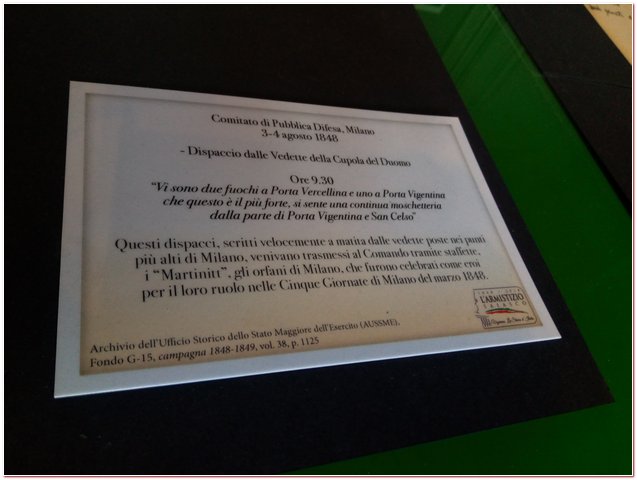 Comitato di Pubblica Difesa, Milano
3-4 agosto 1848
- Dispaccio dalle Vedette della Cupola del Duomo
Ore 9.30
"Vi sono due fuochi a Porta Vercellina e uno a Porta Vigentina
che questo è il più forte, si sente una continua moschetteria
dalla parte di Porta Vigentina e San Celso"
Questi dispacci, scritti velocemente a matita dalle vedette poste nei punti
più alti di Milano, venivano trasmessi al Comando tramite staffette,
i "Martinitt", gli orfani di Milano, che furono celebrati come eroi
per il loro ruolo nelle Cinque Giornate di Milano del marzo 1848.
L'ARMISTIZIO
SALASCO
Archivio dell'Ufficio Storico dello Stato Maggiore dell'Esercito (AUSSME),
Fondo G-15, campagna 1848-1849, vol. 38, p. 1125